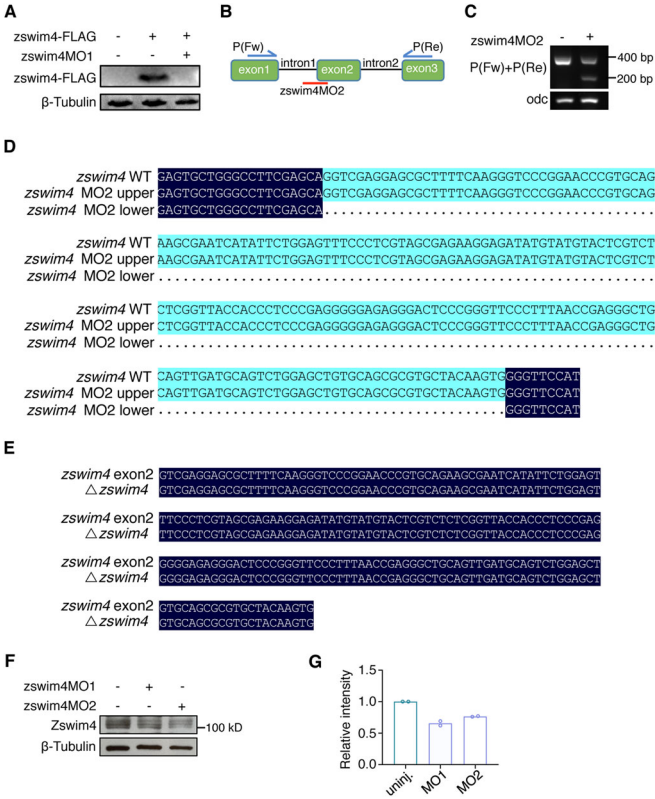 A
zswim4-FLAG - + +
zswim4MO1 - - +
zswim4-FLAG
β-Tubulin
B
P(Fw) P(Re)
intron1 intron2
exon1 exon2 exon3
zswim4MO2
C
zswim4MO2 - +
P(Fw)+P(Re)
400 bp
200 bp
odc
D
zswim4 WT GAGTGCTGGGCCTTCGAGCAGGTCGAGGAGCGCTTTTCAAGGGTCCCGGAACCCGTGCAG
zswim4 MO2 upper GAGTGCTGGGCCTTCGAGCAGGTCGAGGAGCGCTTTTCAAGGGTCCCGGAACCCGTGCAG
zswim4 MO2 lower GAGTGCTGGGCCTTCGAGCA........................................
zswim4 WT AAGCGAATCATATTCTGGAGTTTCCCTCGTAGCGAGAAGGAGATATGTATGTACTCGTCT
zswim4 MO2 upper AAGCGAATCATATTCTGGAGTTTCCCTCGTAGCGAGAAGGAGATATGTATGTACTCGTCT
zswim4 MO2 lower ............................................................
zswim4 WT CTCGGTTACCACCCTCCCGAGGGGGAGAGGGACTCCCGGGTTCCCTTTAACCGAGGGCTG
zswim4 MO2 upper CTCGGTTACCACCCTCCCGAGGGGGAGAGGGACTCCCGGGTTCCCTTTAACCGAGGGCTG
zswim4 MO2 lower ............................................................
zswim4 WT CAGTTGATGCAGTCTGGAGCTGTGCAGCGCGTGCTACAAGTGGGGTTCCAT
zswim4 MO2 upper CAGTTGATGCAGTCTGGAGCTGTGCAGCGCGTGCTACAAGTGGGGTTCCAT
zswim4 MO2 lower ..........................................GGGTTCCAT
E
zswim4 exon2 GTCGAGGAGCGCTTTTCAAGGGTCCCGGAACCCGTGCAGAAGCGAATCATATTCTGGAGT
△zswim4 GTCGAGGAGCGCTTTTCAAGGGTCCCGGAACCCGTGCAGAAGCGAATCATATTCTGGAGT
zswim4 exon2 TTCCCTCGTAGCGAGAAGGAGATATGTATGTACTCGTCTCTCGGTTACCACCCTCCCGAG
△zswim4 TTCCCTCGTAGCGAGAAGGAGATATGTATGTACTCGTCTCTCGGTTACCACCCTCCCGAG
zswim4 exon2 GGGGAGAGGGACTCCCGGGTTCCCTTTAACCGAGGGCTGCAGTTGATGCAGTCTGGAGCT
△zswim4 GGGGAGAGGGACTCCCGGGTTCCCTTTAACCGAGGGCTGCAGTTGATGCAGTCTGGAGCT
zswim4 exon2 GTGCAGCGCGTGCTACAAGTG
△zswim4 GTGCAGCGCGTGCTACAAGTG
F
zswim4MO1 - + -
zswim4MO2 - - +
Zswim4
100 kD
β-Tubulin
G
Relative intensity
1.5
1.0
0.5
0.0
uninj.
MO1
MO2